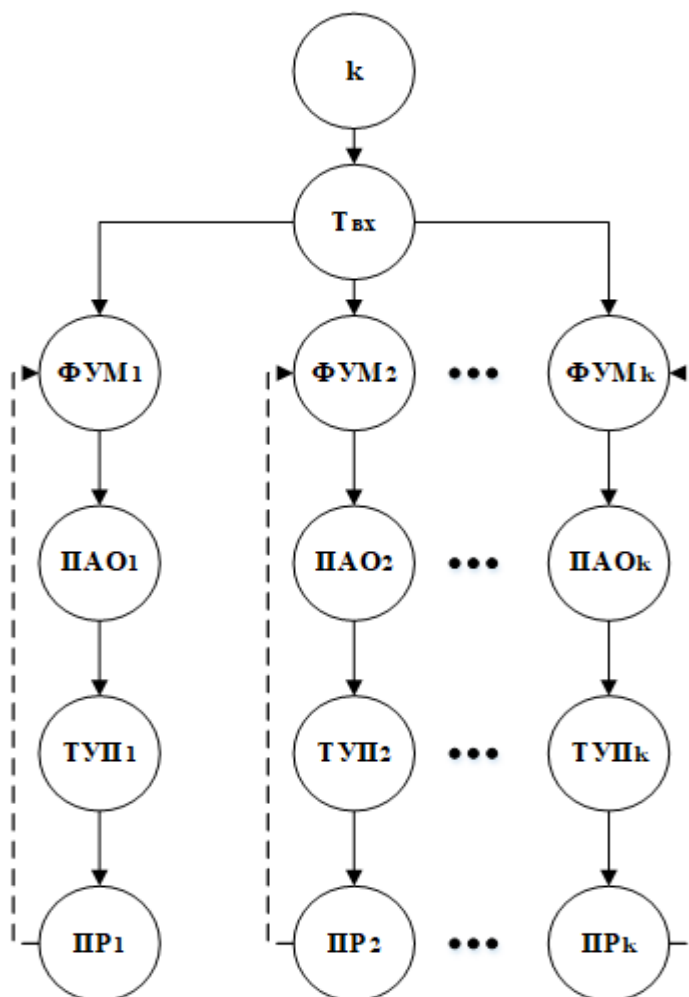 k
Tвх
ФУМ1 ФУМ2 ••• ФУМk
ПАО1 ПАО2 ••• ПАОk
ТУП1 ТУП2 ••• ТУПk
ПР1 ПР2 ••• ПРk